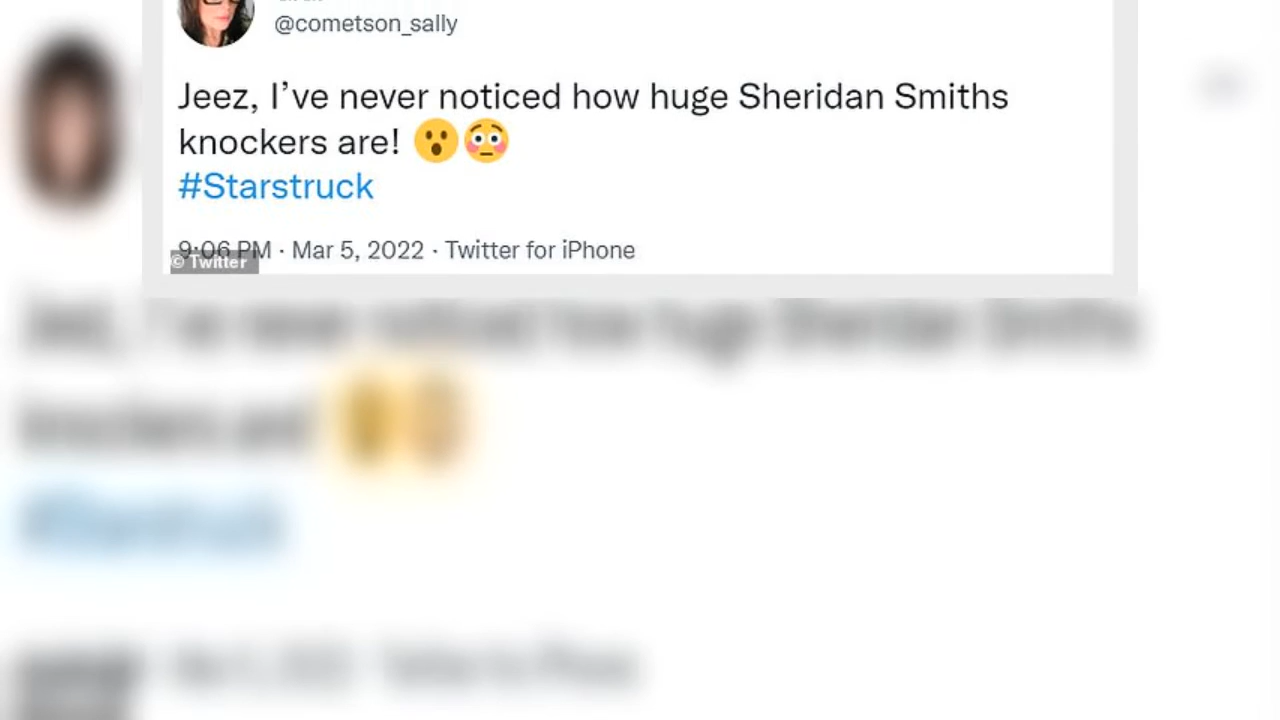 @cometson_sally
Jeez, I’ve never noticed how huge Sheridan Smiths
knockers are! 😮😳
#Starstruck
9:06 PM · Mar 5, 2022 · Twitter for iPhone
© Twitter